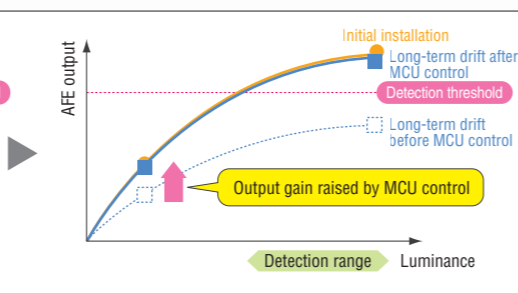 Initial installation
Long-term drift after
MCU control
Detection threshold
Long-term drift
before MCU control
AFE output
Output gain raised by MCU control
Detection range
Luminance